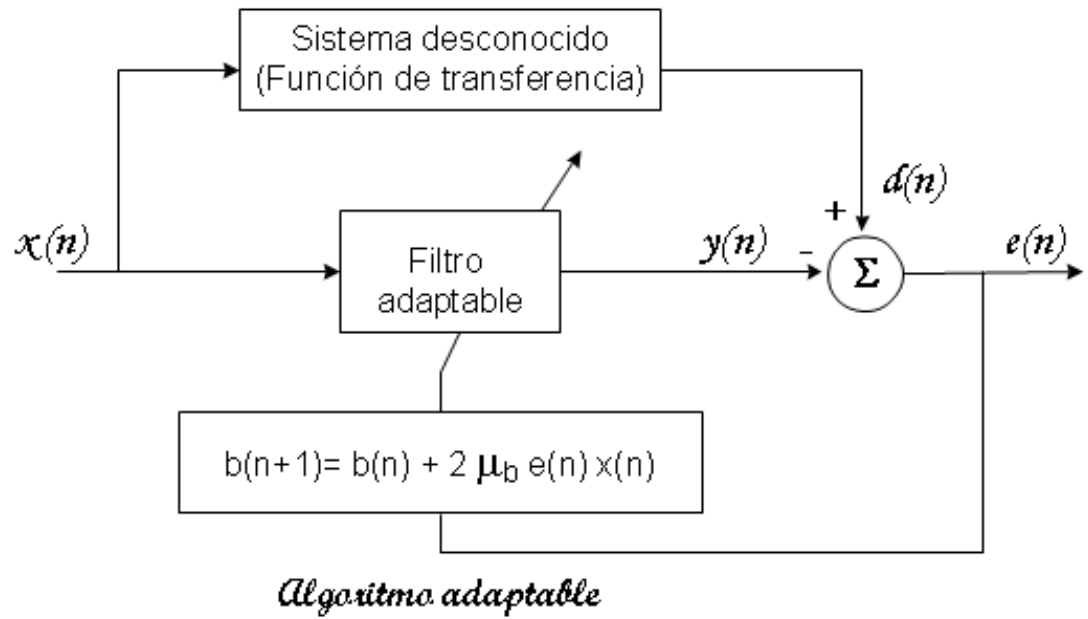 Sistema desconocido
(Función de transferencia)
d(n)
+
x(n)
Filtro
adaptable
y(n)
-
Σ
e(n)
b(n+1)= b(n) + 2 μb e(n) x(n)
Algoritmo adaptable